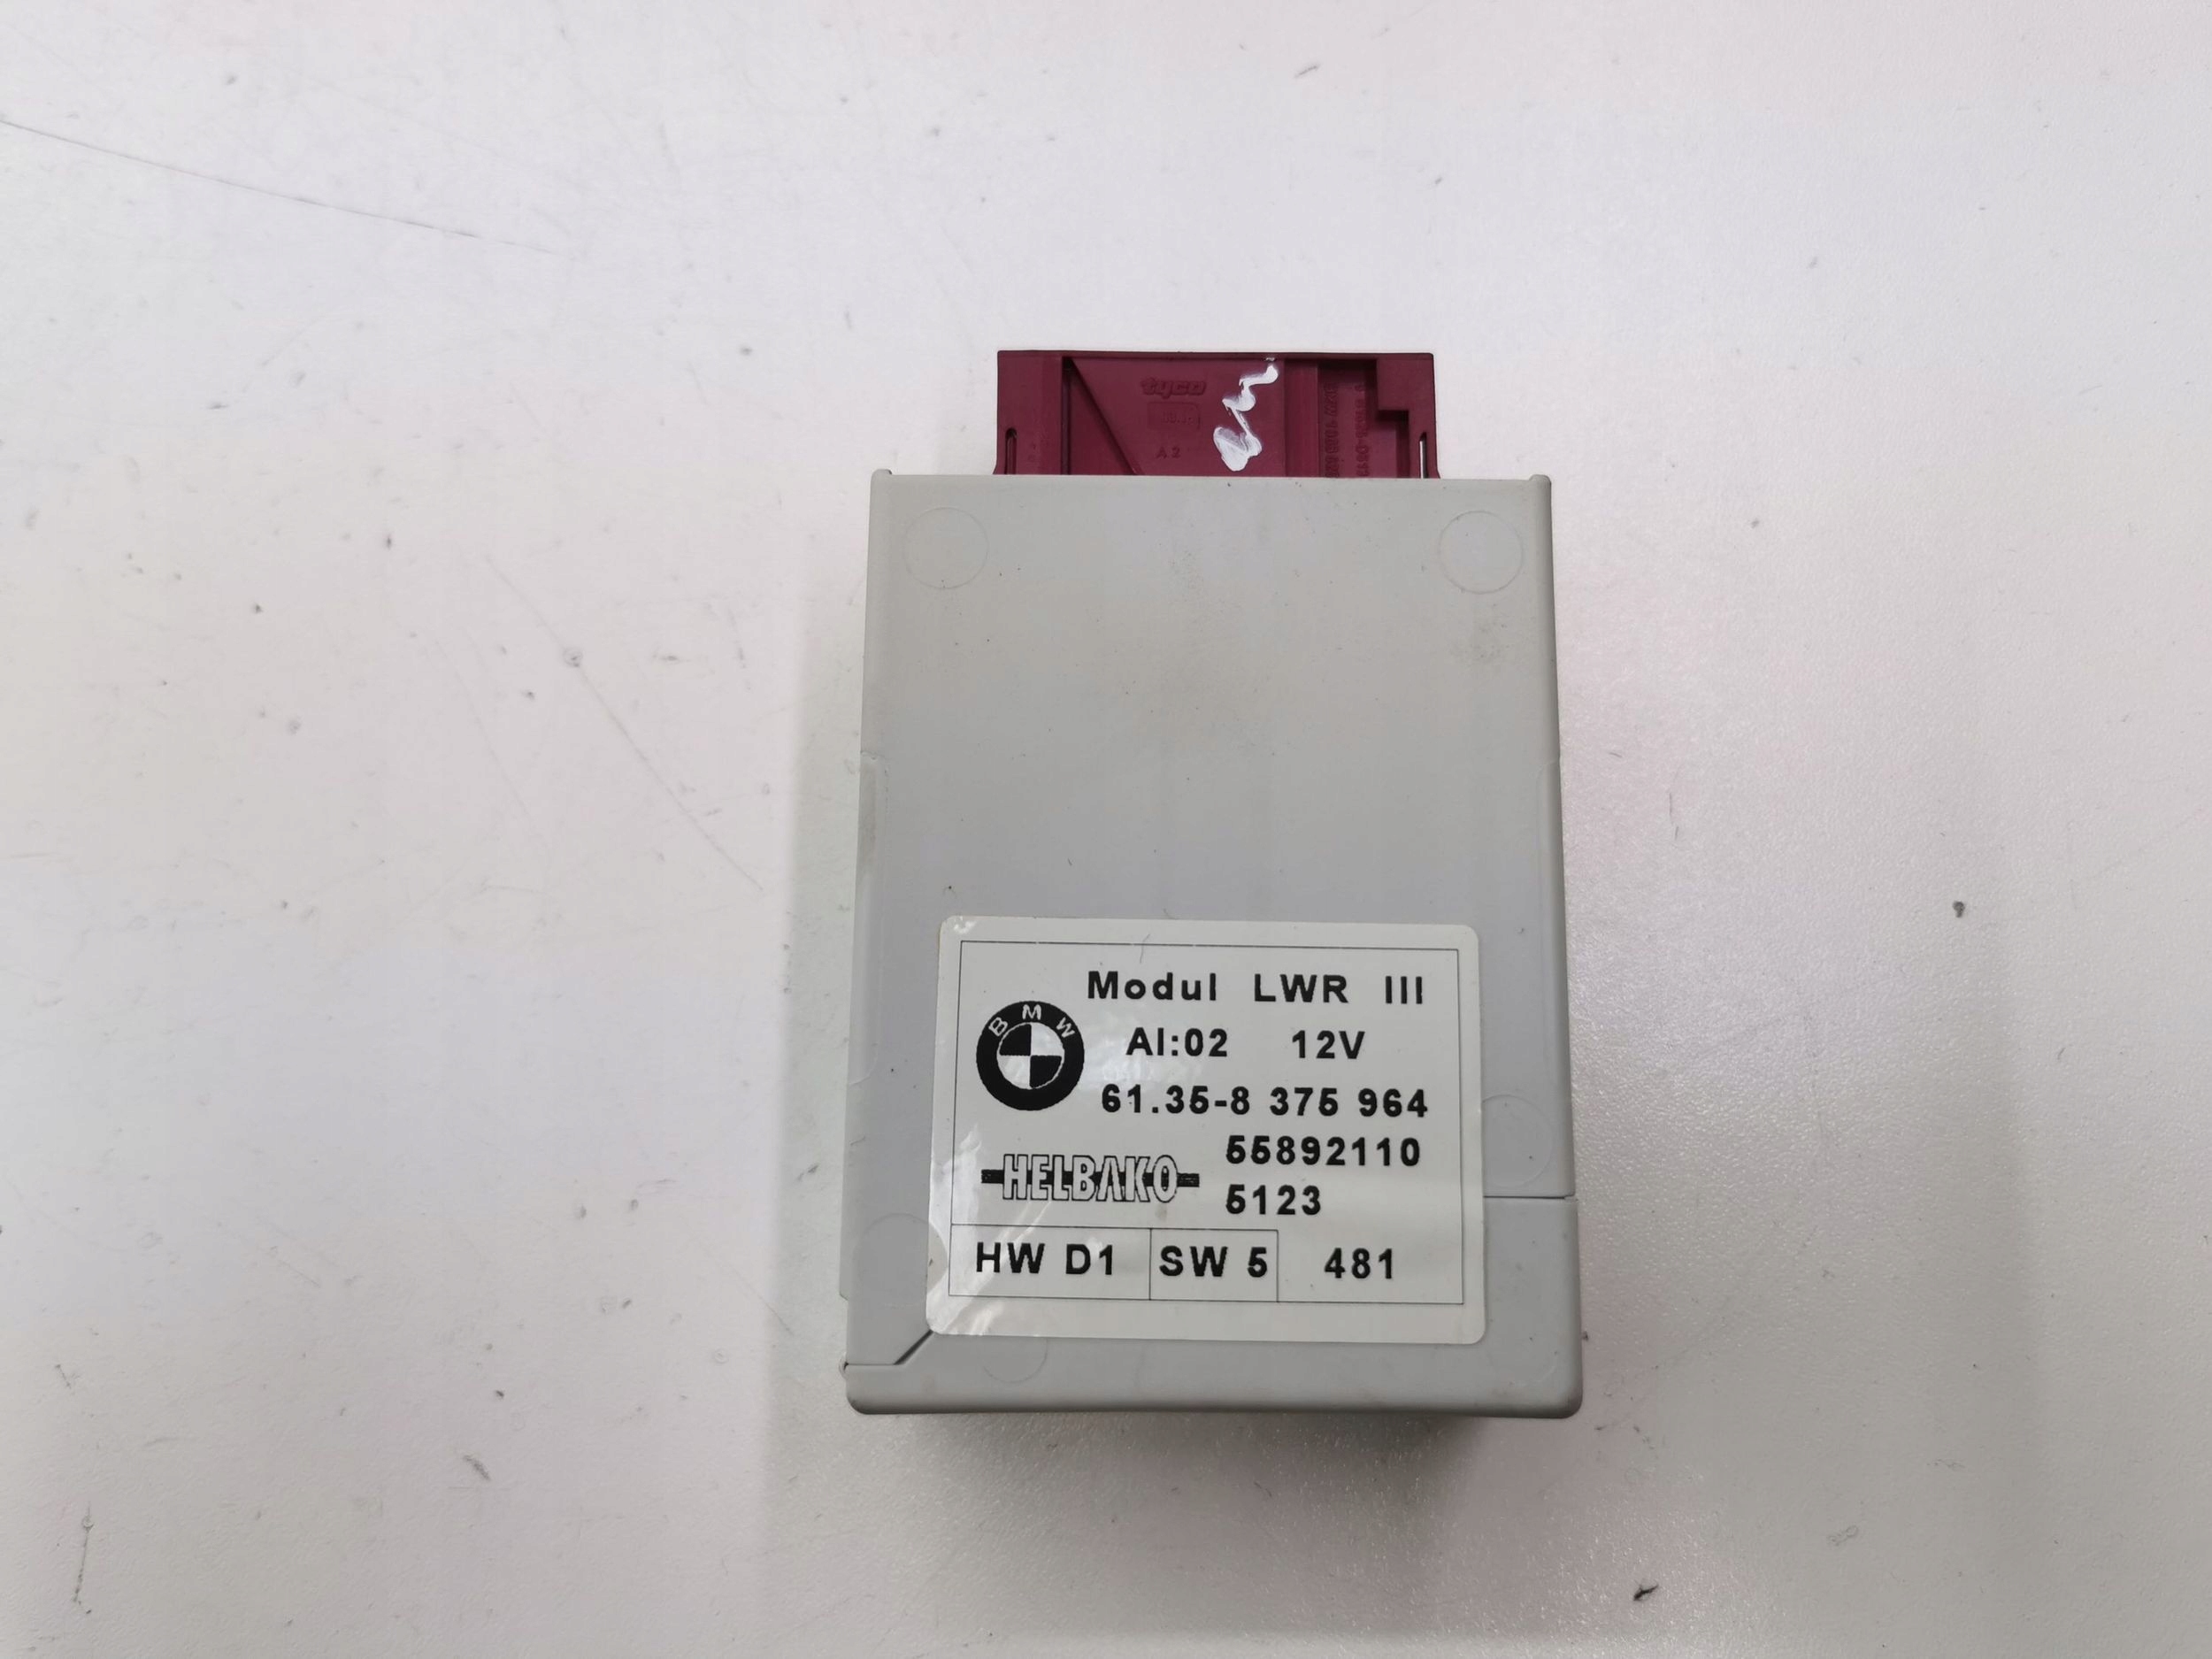 tyco
A 2
Modul LWR III
BMW
AI:02 12V
61.35-8 375 964
55892110
HELBAKO
5123
HW D1 SW 5 481